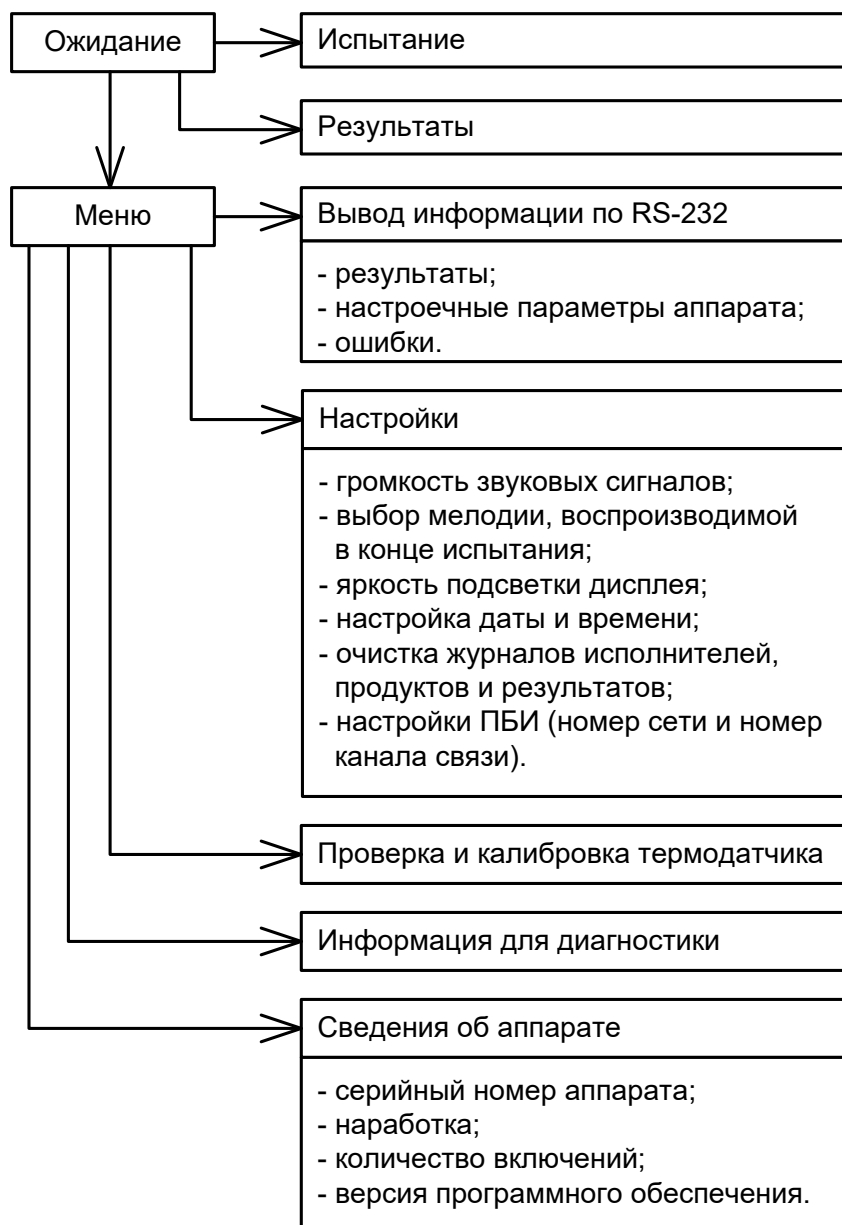 Ожидание
Испытание
Результаты
Меню
Вывод информации по RS-232
- результаты;
- настроечные параметры аппарата;
- ошибки.
Настройки
- громкость звуковых сигналов;
- выбор мелодии, воспроизводимой
в конце испытания;
- яркость подсветки дисплея;
- настройка даты и времени;
- очистка журналов исполнителей,
продуктов и результатов;
- настройки ПБИ (номер сети и номер
канала связи).
Проверка и калибровка термодатчика
Информация для диагностики
Сведения об аппарате
- серийный номер аппарата;
- наработка;
- количество включений;
- версия программного обеспечения.